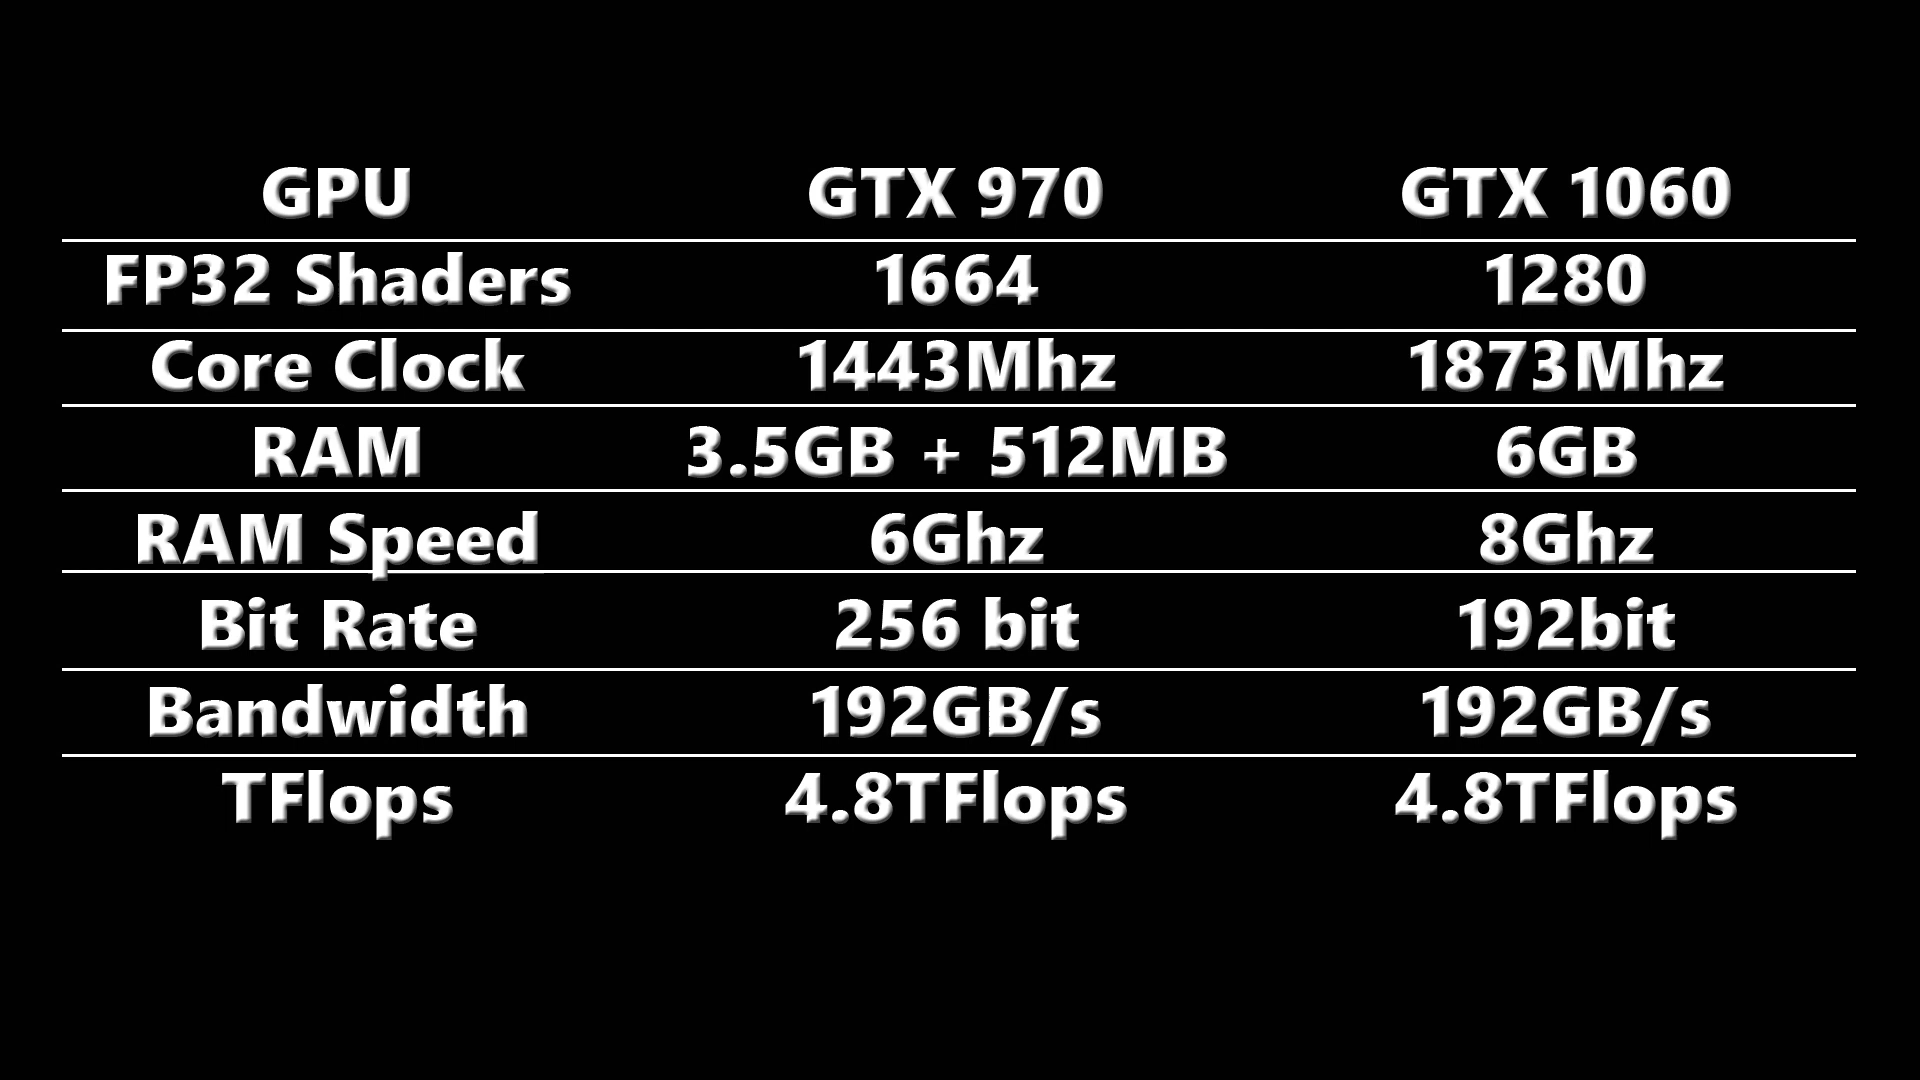 GPU GTX 970 GTX 1060
FP32 Shaders 1664 1280
Core Clock 1443Mhz 1873Mhz
RAM 3.5GB + 512MB 6GB
RAM Speed 6Ghz 8Ghz
Bit Rate 256 bit 192bit
Bandwidth 192GB/s 192GB/s
TFlops 4.8TFlops 4.8TFlops